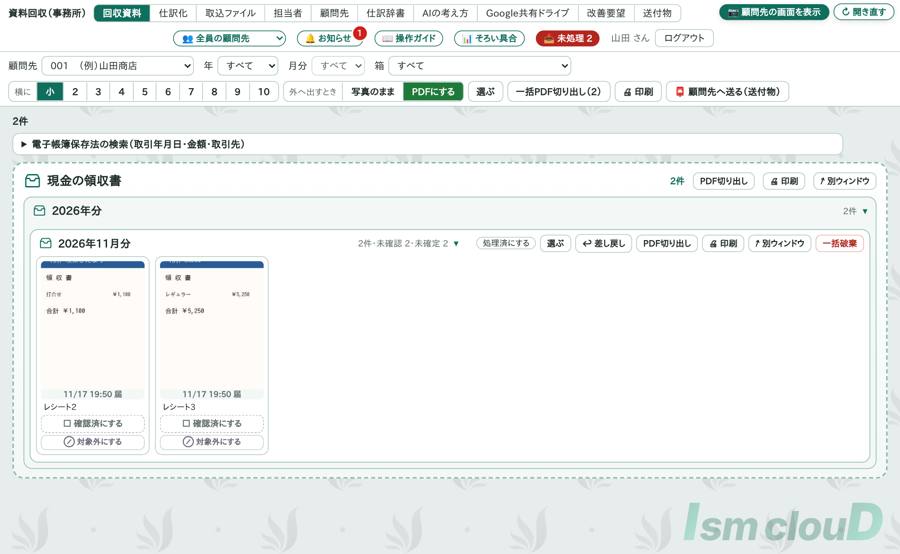 資料回収(事務所) 回収資料 仕訳化 取込ファイル 担当者 顧問先 仕訳辞書 AIの考え方 Google共有ドライブ 改善要望 送付物 顧問先の画面を表示 開き直す
全員の顧問先 お知らせ 1 操作ガイド そろい具合 未処理 2 山田 さん ログアウト
顧問先 001 (例)山田商店 年 すべて 月分 すべて 箱 すべて
横に 小 2 3 4 5 6 7 8 9 10 外へ出すとき 写真のまま PDFにする 選ぶ 一括PDF切り出し(2) 印刷 顧問先へ送る(送付物)
2件
▶ 電子帳簿保存法の検索(取引年月日・金額・取引先)
現金の領収書 2件 PDF切り出し 印刷 別ウィンドウ
2026年分 2件 ▼
2026年11月分 2件・未確認 2・未確定 2 ▼ 処理済にする 選ぶ 差し戻し PDF切り出し 印刷 別ウィンドウ 一括破棄
領 収 書 領 収 書
打合せ ¥1,100 レギュラー ¥5,250
合計 ¥1,100 合計 ¥5,250
11/17 19:50 届 11/17 19:50 届
レシート2 レシート3
確認済にする 確認済にする
対象外にする 対象外にする
Ism clouD